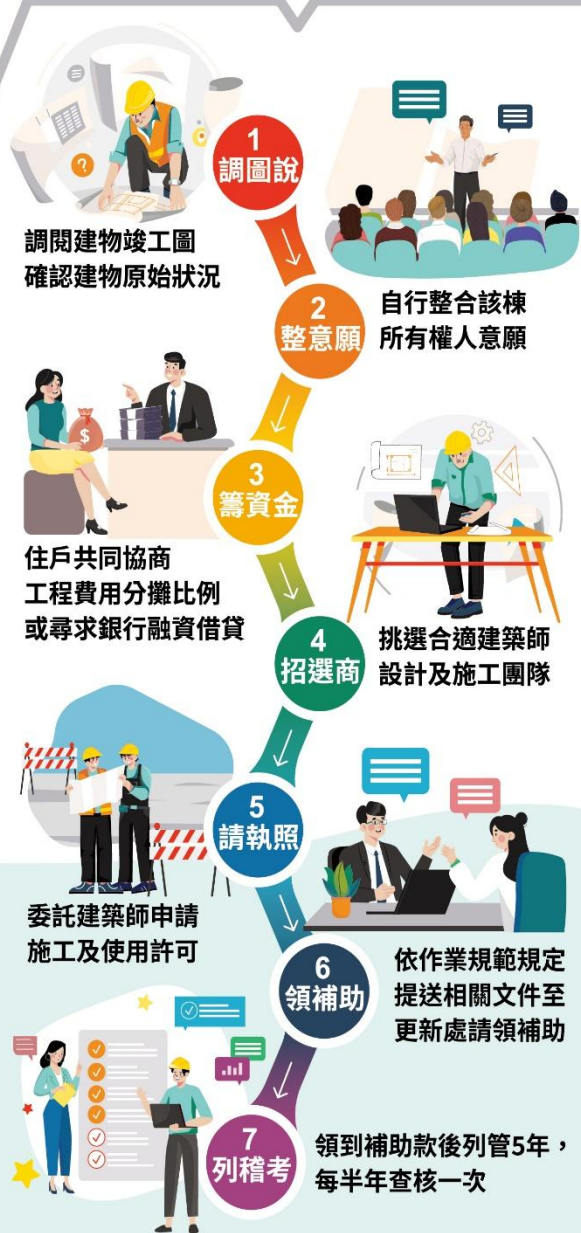 1
調圖說
調閱建物竣工圖
確認建物原始狀況
2
整意願
自行整合該棟
所有權人意願
3
籌資金
住戶共同協商
工程費用分攤比例
或尋求銀行融資借貸
4
招選商
挑選合適建築師
設計及施工團隊
5
請執照
委託建築師申請
施工及使用許可
6
領補助
依作業規範規定
提送相關文件至
更新處請領補助
7
列稽考
領到補助款後列管5年，
每半年查核一次
?
$